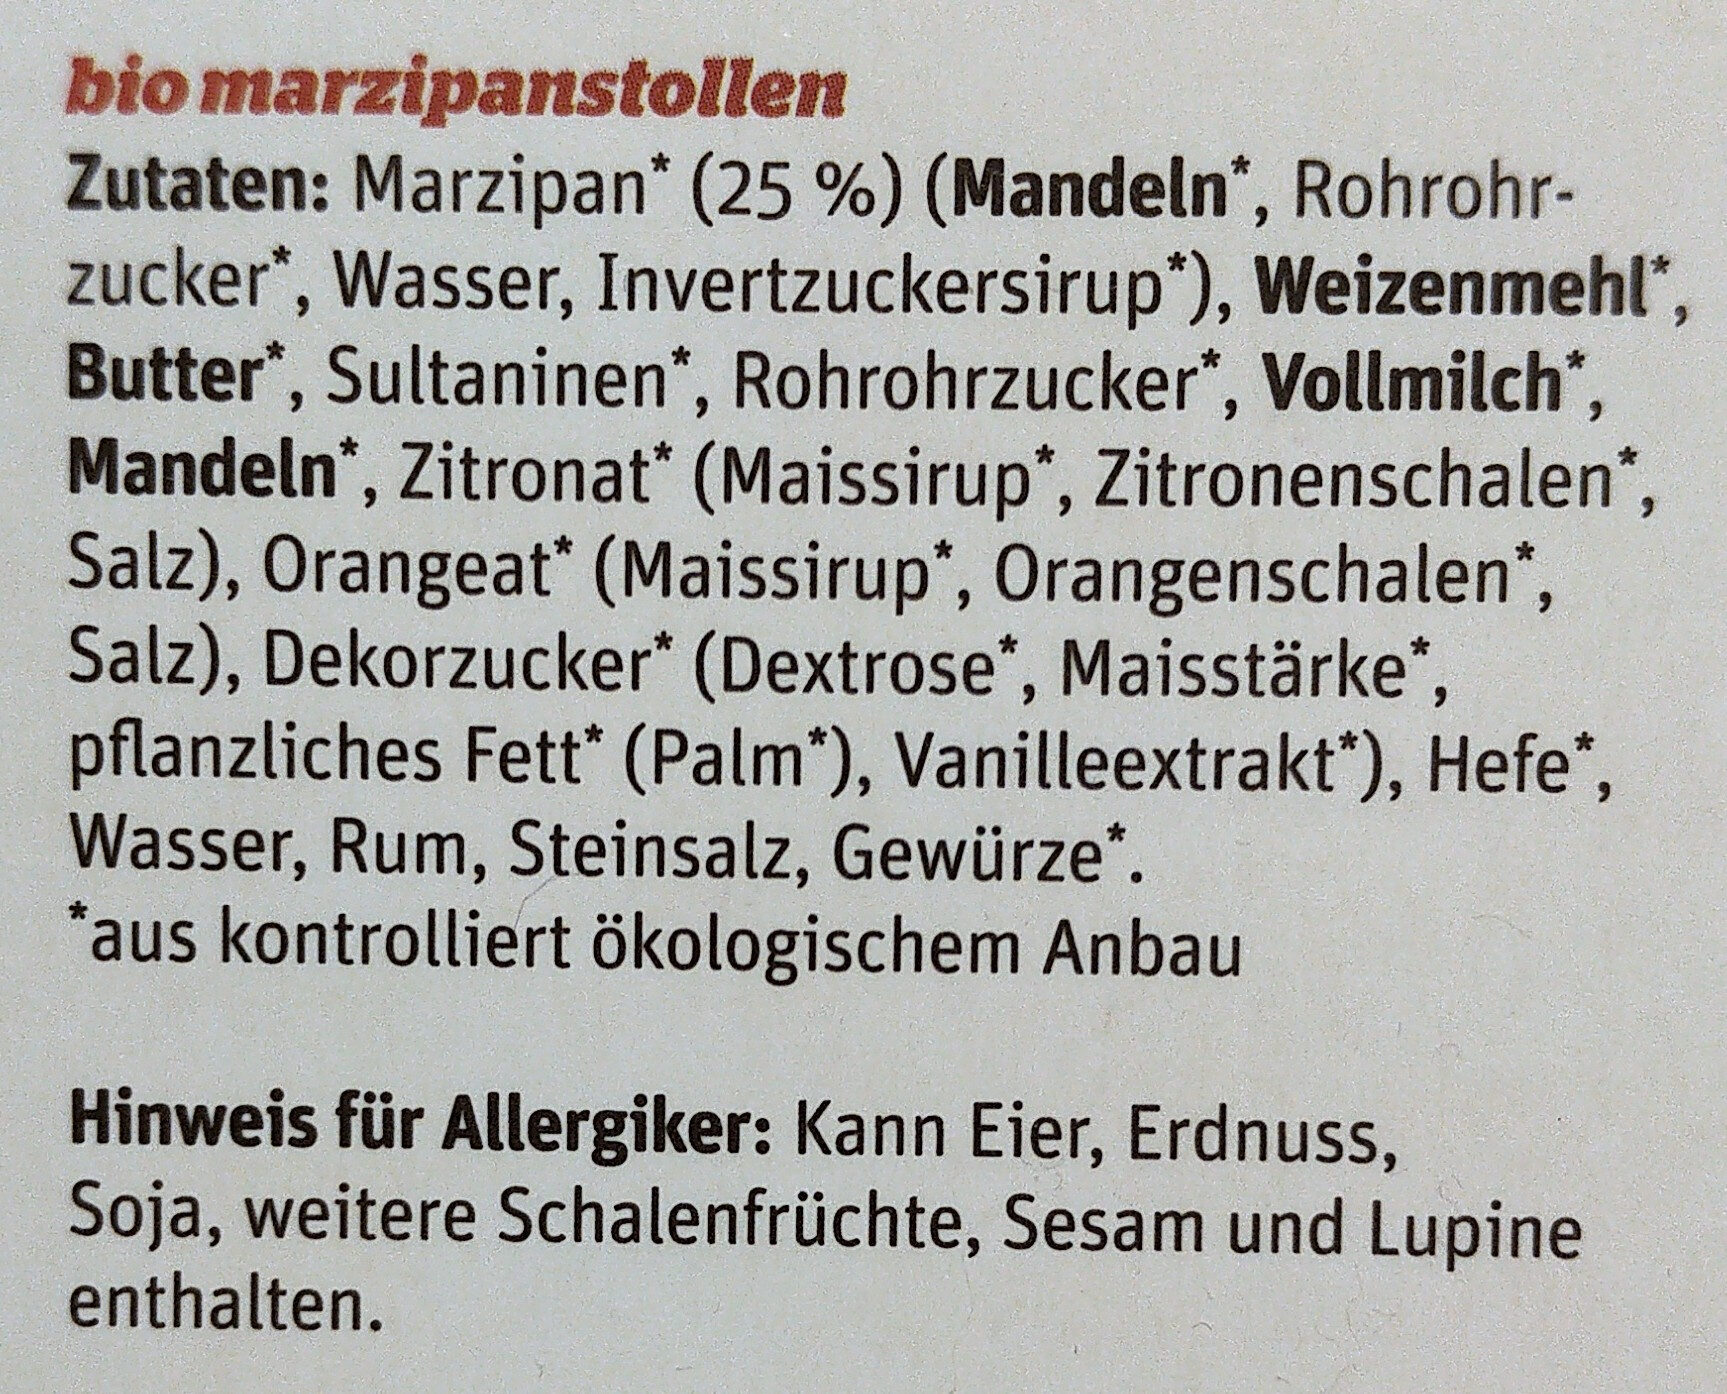 bio marzipanstollen
Zutaten: Marzipan* (25 %) (Mandeln*, Rohrohr-
zucker*, Wasser, Invertzuckersirup*), Weizenmehl*,
Butter*, Sultaninen*, Rohrohrzucker*, Vollmilch*,
Mandeln*, Zitronat* (Maissirup*, Zitronenschalen*,
Salz), Orangeat* (Maissirup*, Orangenschalen*,
Salz), Dekorzucker* (Dextrose*, Maisstärke*,
pflanzliches Fett* (Palm*), Vanilleextrakt*), Hefe*,
Wasser, Rum, Steinsalz, Gewürze*.
*aus kontrolliert ökologischem Anbau
Hinweis für Allergiker: Kann Eier, Erdnuss,
Soja, weitere Schalenfrüchte, Sesam und Lupine
enthalten.